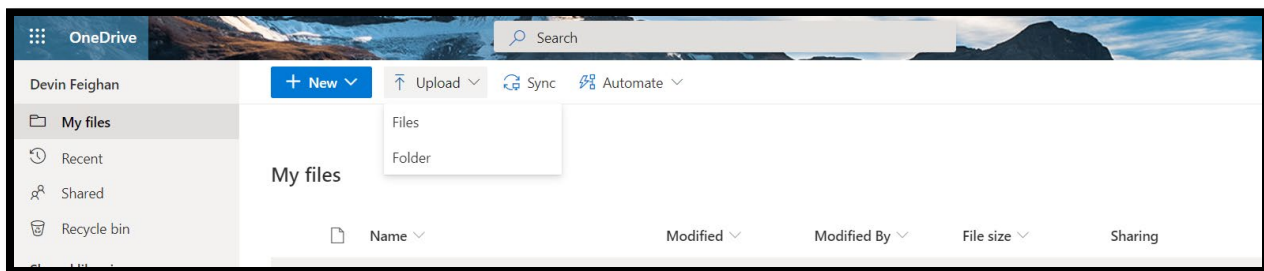 OneDrive
Search
Devin Feighan
New
Upload
Sync
Automate
My files
Files
Recent
Folder
My files
Shared
Recycle bin
Name
Modified
Modified By
File size
Sharing